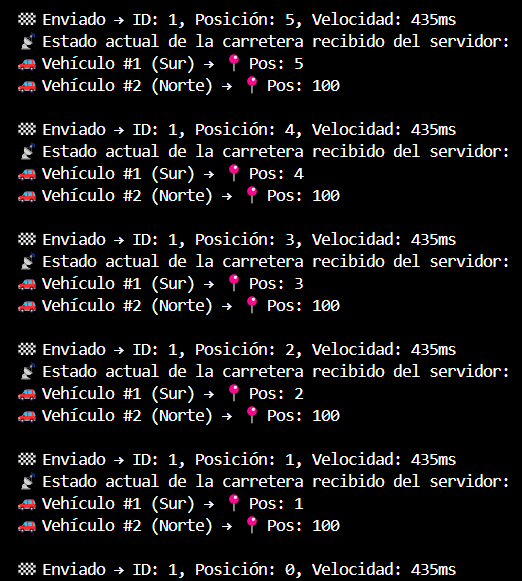 🏁 Enviado → ID: 1, Posición: 5, Velocidad: 435ms
📡 Estado actual de la carretera recibido del servidor:
🚗 Vehículo #1 (Sur) → 📍 Pos: 5
🚗 Vehículo #2 (Norte) → 📍 Pos: 100

🏁 Enviado → ID: 1, Posición: 4, Velocidad: 435ms
📡 Estado actual de la carretera recibido del servidor:
🚗 Vehículo #1 (Sur) → 📍 Pos: 4
🚗 Vehículo #2 (Norte) → 📍 Pos: 100

🏁 Enviado → ID: 1, Posición: 3, Velocidad: 435ms
📡 Estado actual de la carretera recibido del servidor:
🚗 Vehículo #1 (Sur) → 📍 Pos: 3
🚗 Vehículo #2 (Norte) → 📍 Pos: 100

🏁 Enviado → ID: 1, Posición: 2, Velocidad: 435ms
📡 Estado actual de la carretera recibido del servidor:
🚗 Vehículo #1 (Sur) → 📍 Pos: 2
🚗 Vehículo #2 (Norte) → 📍 Pos: 100

🏁 Enviado → ID: 1, Posición: 1, Velocidad: 435ms
📡 Estado actual de la carretera recibido del servidor:
🚗 Vehículo #1 (Sur) → 📍 Pos: 1
🚗 Vehículo #2 (Norte) → 📍 Pos: 100

🏁 Enviado → ID: 1, Posición: 0, Velocidad: 435ms